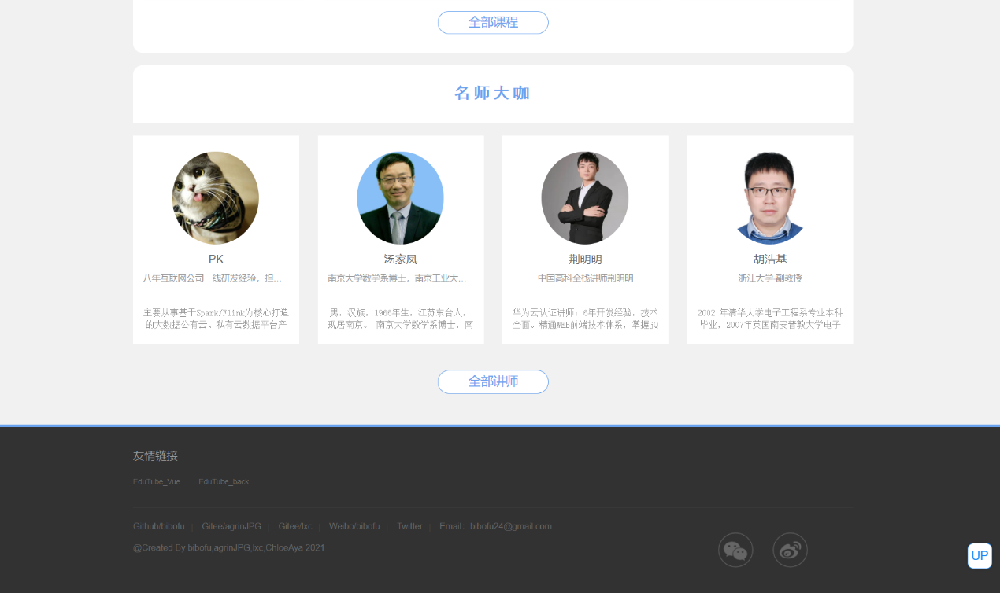 全部课程
名师大咖
PK
八年互联网公司一线研发经验，担...
主要从事基于Spark/Flink为核心打造
的大数据公有云、私有云数据平台产
汤家凤
南京大学数学系博士，南京工业大...
男，汉族，1966年生，江苏东台人，
现居南京。 南京大学数学系博士，南
荆明明
中国高科全栈讲师荆明明
华为云认证讲师；6年开发经验，技术
全面。精通WEB前端技术体系，掌握jQ
胡浩基
浙江大学-副教授
2002 年清华大学电子工程系专业本科
毕业，2007年英国南安普敦大学电子
全部讲师
友情链接
EduTube_Vue EduTube_back
Github/bibofu | Gitee/agrinJPG | Gitee/lxc | Weibo/bibofu | Twitter | Email：bibofu24@gmail.com
@Created By bibofu,agrinJPG,lxc,ChloeAya 2021
UP